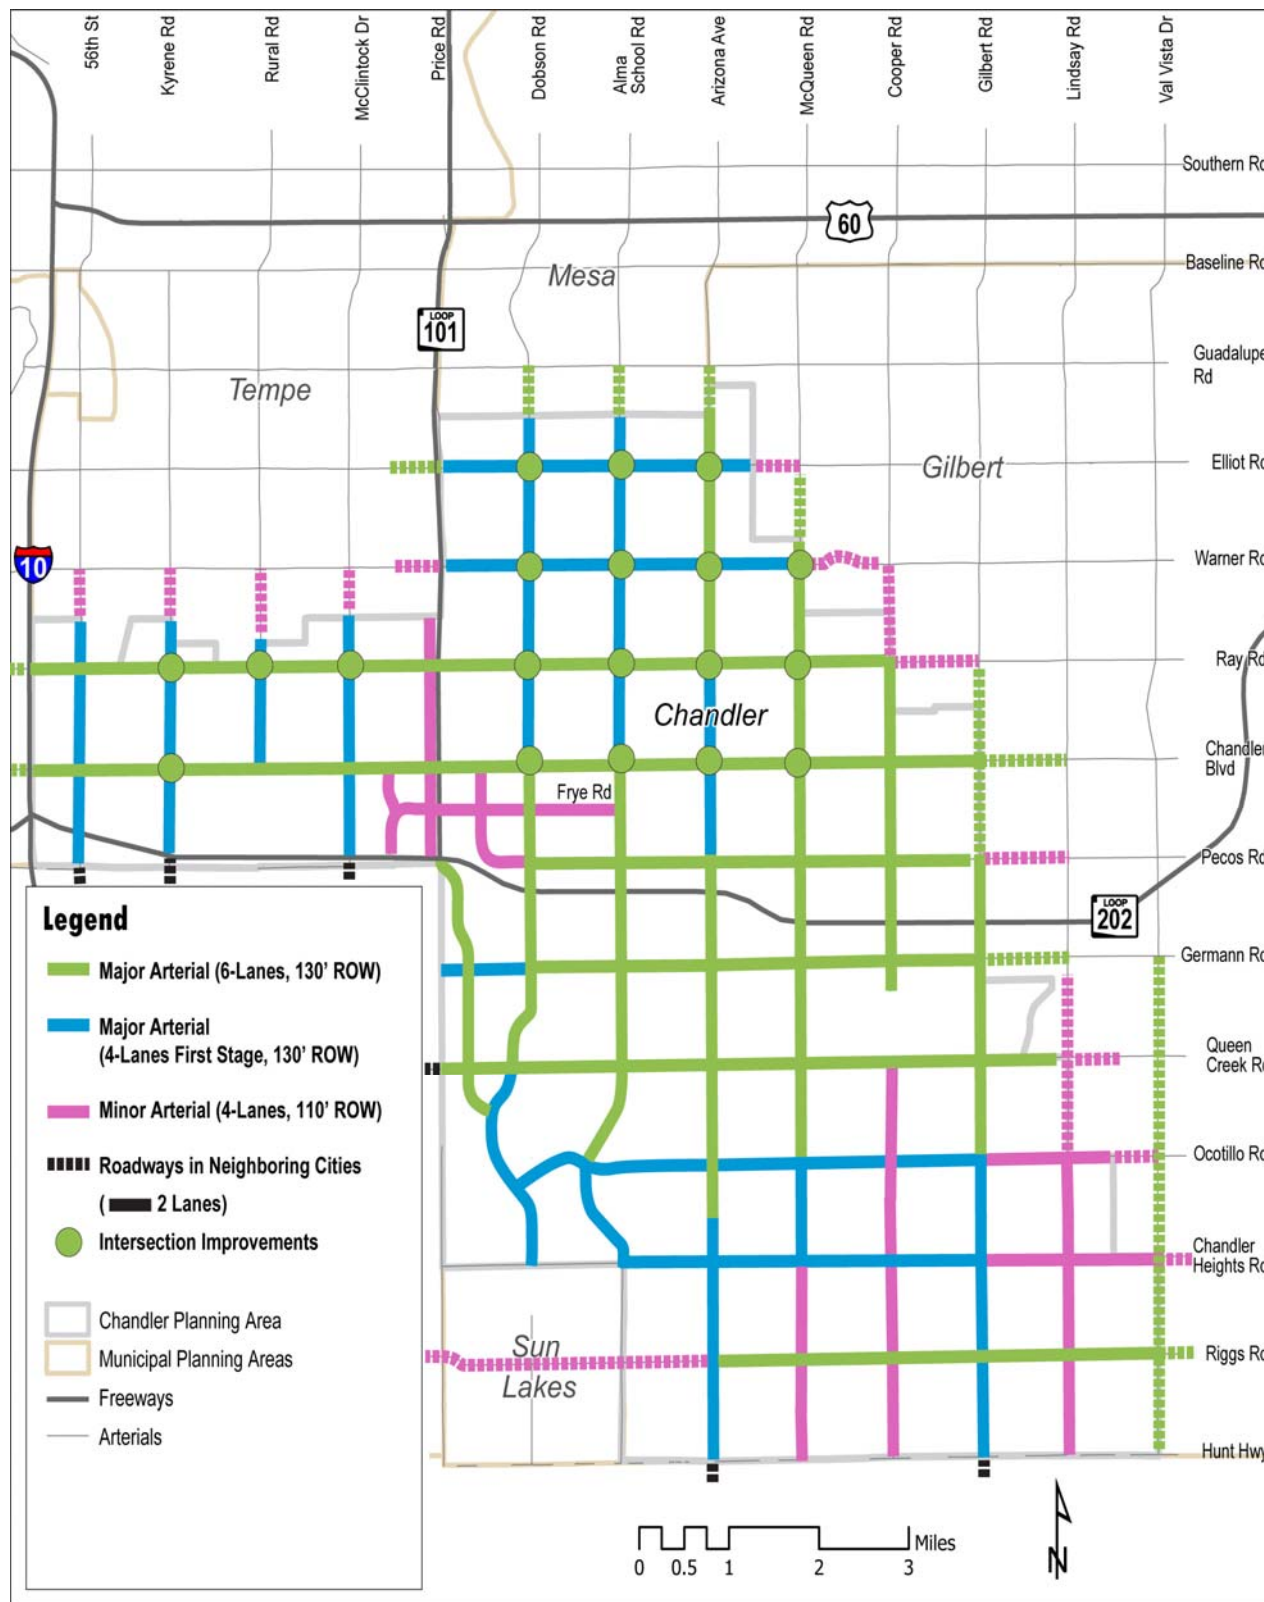 56th St
Kyrene Rd
Rural Rd
McClintock Dr
Price Rd
Dobson Rd
Alma
School Rd
Arizona Ave
McQueen Rd
Cooper Rd
Gilbert Rd
Lindsay Rd
Val Vista Dr
Southern Rd
60
Baseline Rd
Mesa
LOOP
101
Guadalupe
Rd
Tempe
Elliot Rd
Gilbert
Warner Rd
10
Ray Rd
Chandler
Chandler
Blvd
Frye Rd
Pecos Rd
LOOP
202
Germann Rd
Queen
Creek Rd
Ocotillo Rd
Chandler
Heights Rd
Sun
Lakes
Riggs Rd
Hunt Hwy
Legend
Major Arterial (6-Lanes, 130' ROW)
Major Arterial
(4-Lanes First Stage, 130' ROW)
Minor Arterial (4-Lanes, 110' ROW)
Roadways in Neighboring Cities
( 2 Lanes)
Intersection Improvements
Chandler Planning Area
Municipal Planning Areas
Freeways
Arterials
Miles
0 0.5 1 2 3
N